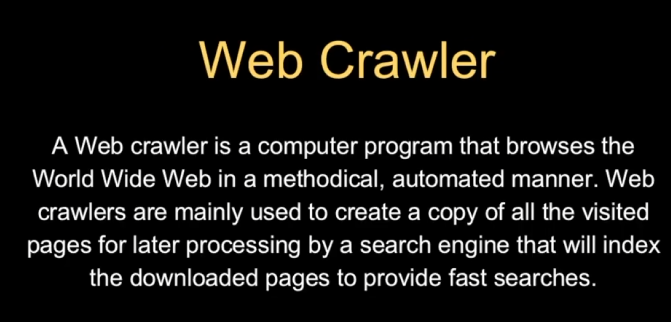 Web Crawler
A Web crawler is a computer program that browses the
World Wide Web in a methodical, automated manner. Web
crawlers are mainly used to create a copy of all the visited
pages for later processing by a search engine that will index
the downloaded pages to provide fast searches.